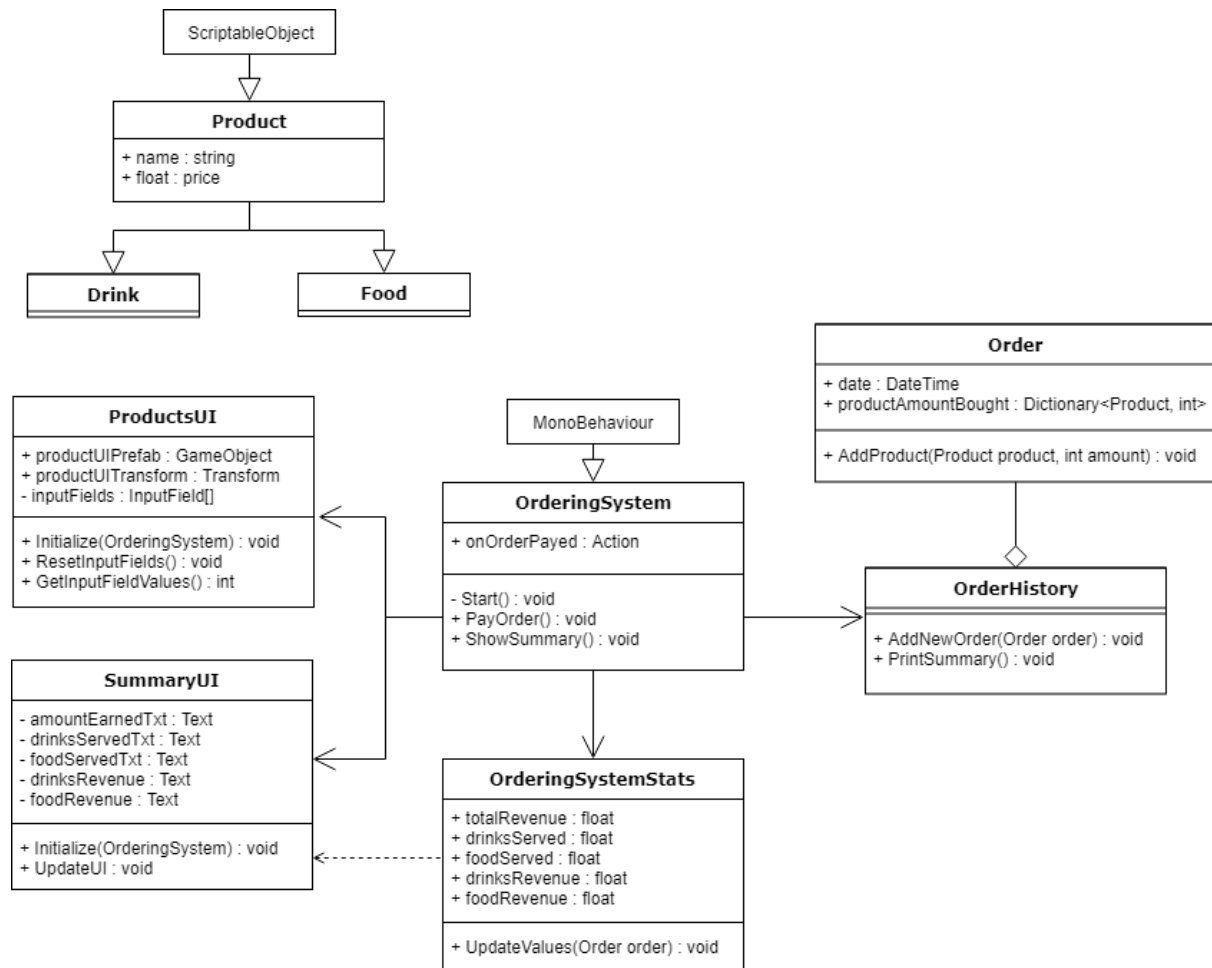 ScriptableObject
Product
+ name : string
+ float : price
Drink
Food
Order
+ date : DateTime
+ productAmountBought : Dictionary<Product, int>
+ AddProduct(Product product, int amount) : void
ProductsUI
+ productUIPrefab : GameObject
+ productUITransform : Transform
- inputFields : InputField[]
+ Initialize(OrderingSystem) : void
+ ResetInputFields() : void
+ GetInputFieldValues() : int
MonoBehaviour
OrderingSystem
+ onOrderPayed : Action
- Start() : void
+ PayOrder() : void
+ ShowSummary() : void
OrderHistory
+ AddNewOrder(Order order) : void
+ PrintSummary() : void
SummaryUI
- amountEarnedTxt : Text
- drinksServedTxt : Text
- foodServedTxt : Text
- drinksRevenue : Text
- foodRevenue : Text
+ Initialize(OrderingSystem) : void
+ UpdateUI : void
OrderingSystemStats
+ totalRevenue : float
+ drinksServed : float
+ foodServed : float
+ drinksRevenue : float
+ foodRevenue : float
+ UpdateValues(Order order) : void